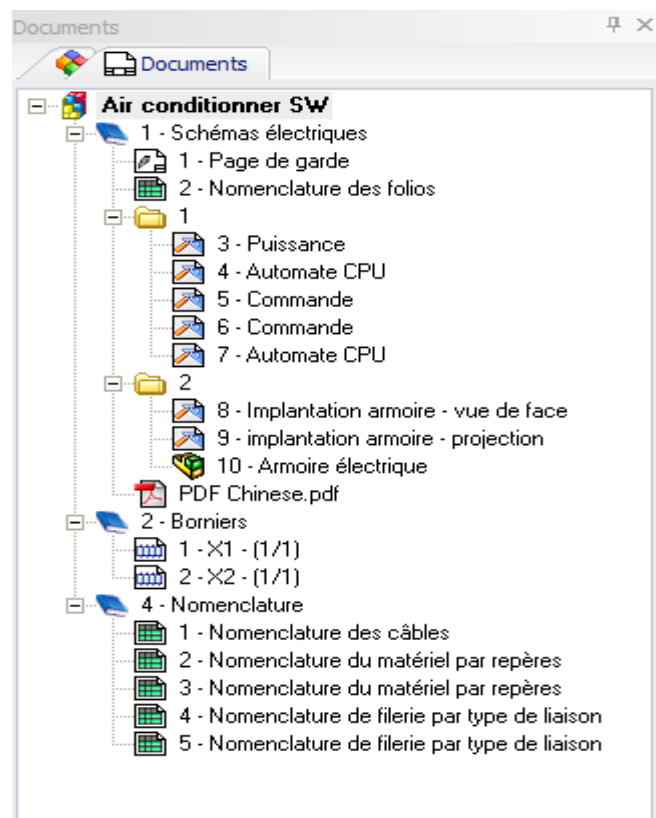 Documents
Documents
Air conditionner SW
1 - Schémas électriques
1 - Page de garde
2 - Nomenclature des folios
1
3 - Puissance
4 - Automate CPU
5 - Commande
6 - Commande
7 - Automate CPU
2
8 - Implantation armoire - vue de face
9 - implantation armoire - projection
10 - Armoire électrique
PDF Chinese.pdf
2 - Borniers
1 - X1 - (1/1)
2 - X2 - (1/1)
4 - Nomenclature
1 - Nomenclature des câbles
2 - Nomenclature du matériel par repères
3 - Nomenclature du matériel par repères
4 - Nomenclature de filerie par type de liaison
5 - Nomenclature de filerie par type de liaison